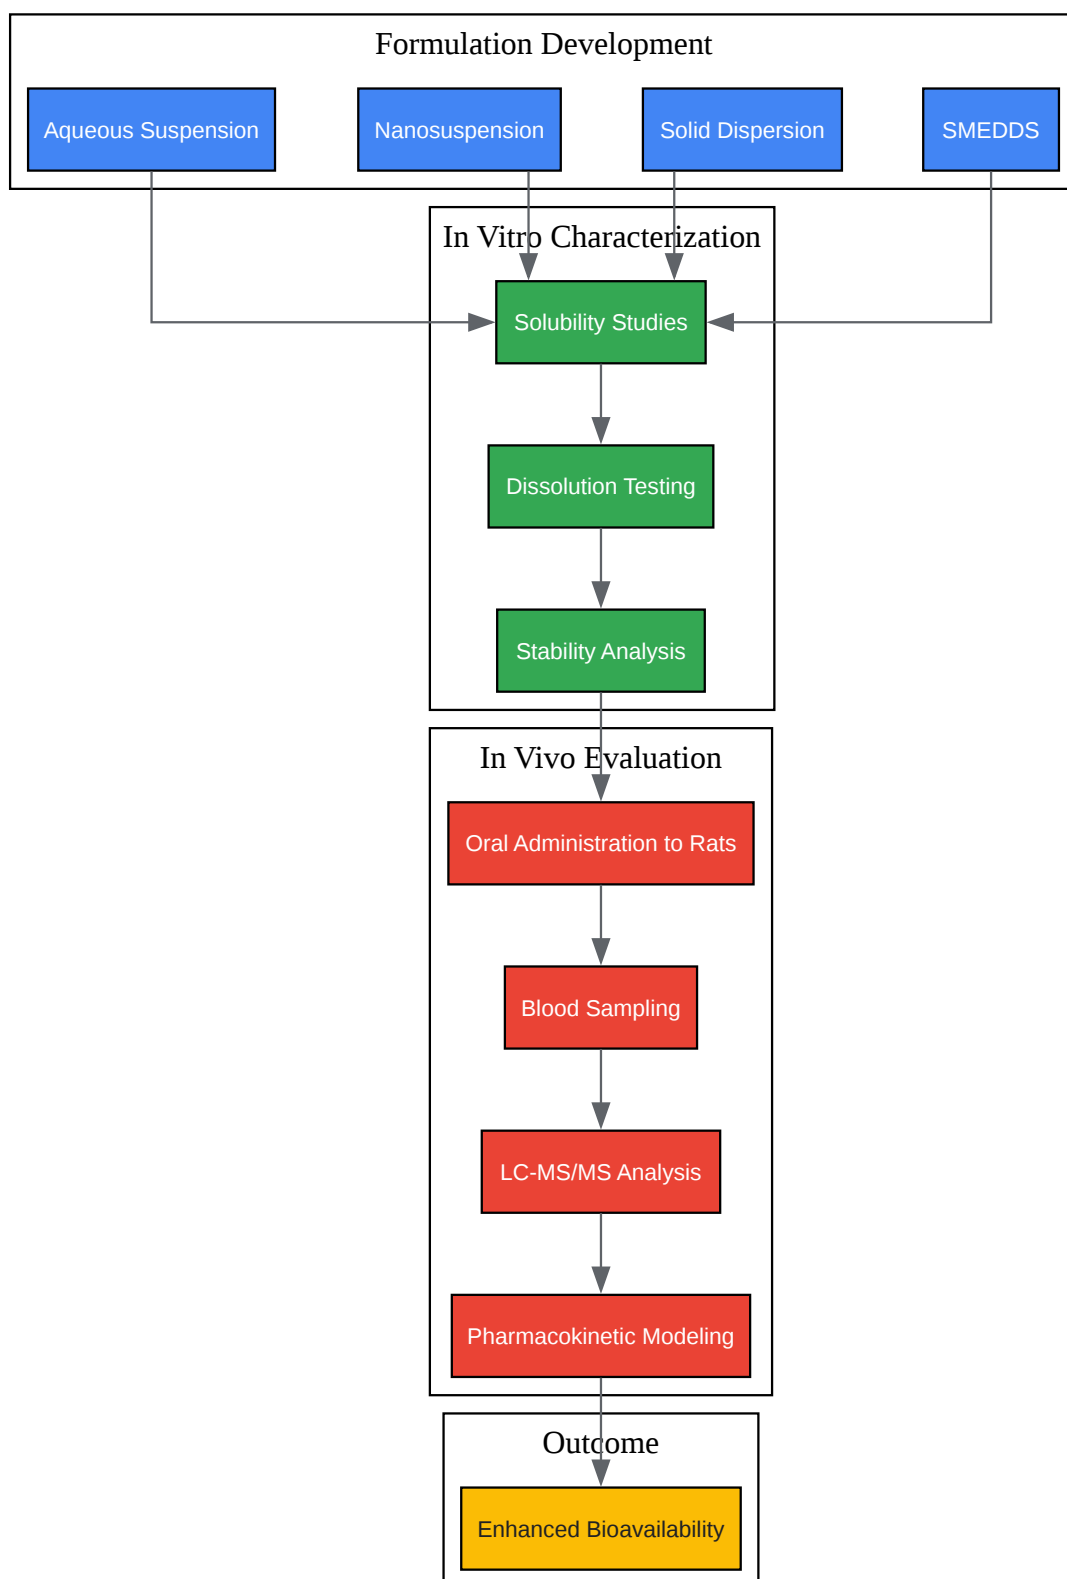 Formulation Development
Aqueous Suspension
Nanosuspension
Solid Dispersion
SMEDDS
In Vitro Characterization
Solubility Studies
Dissolution Testing
Stability Analysis
In Vivo Evaluation
Oral Administration to Rats
Blood Sampling
LC-MS/MS Analysis
Pharmacokinetic Modeling
Outcome
Enhanced Bioavailability